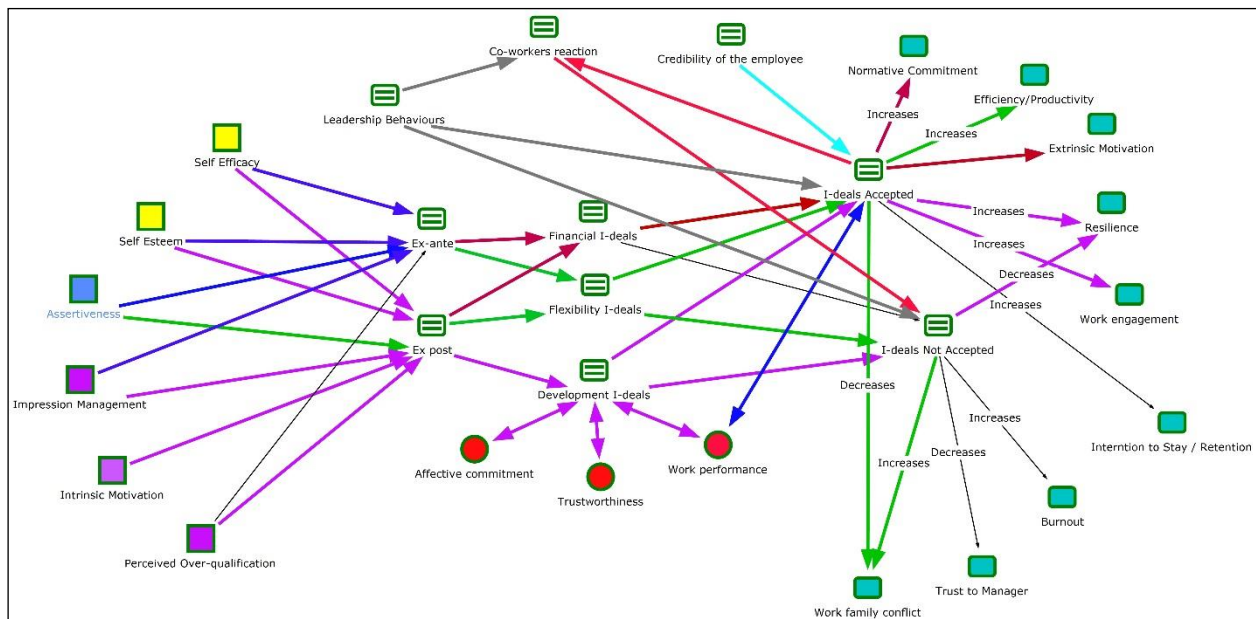 Co-workers reaction
Credibility of the employee
Normative Commitment
Efficiency/Productivity
Increases
Leadership Behaviours
Increases
Extrinsic Motivation
Self Efficacy
I-deals Accepted
Increases
Resilience
Self Esteem
Ex-ante
Financial I-deals
Increases
Decreases
Increases
Assertiveness
Flexibility I-deals
Work engagement
Ex post
I-deals Not Accepted
Impression Management
Development I-deals
Decreases
Increases
Interntion to Stay / Retention
Affective commitment
Work performance
Increases
Decreases
Intrinsic Motivation
Trustworthiness
Burnout
Perceived Over-qualification
Trust to Manager
Work family conflict